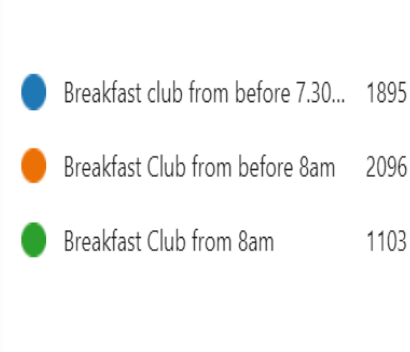 Breakfast club from before 7.30... 1895
Breakfast Club from before 8am 2096
Breakfast Club from 8am 1103